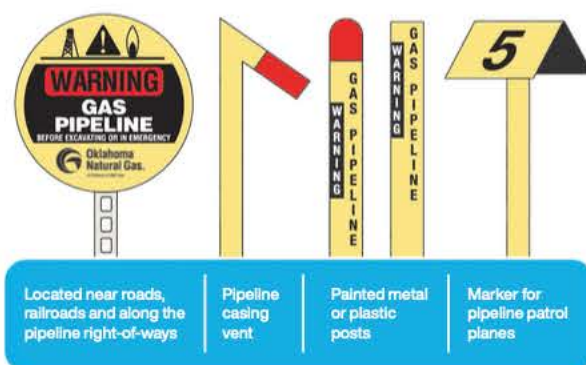 WARNING
GAS
PIPELINE
BEFORE EXCAVATING OR IN EMERGENCY
Oklahoma
Natural Gas.
WARNING
GAS PIPELINE
WARNING
GAS PIPELINE
5
Located near roads,
railroads and along the
pipeline right-of-ways
Pipeline
casing
vent
Painted metal
or plastic
posts
Marker for
pipeline patrol
planes